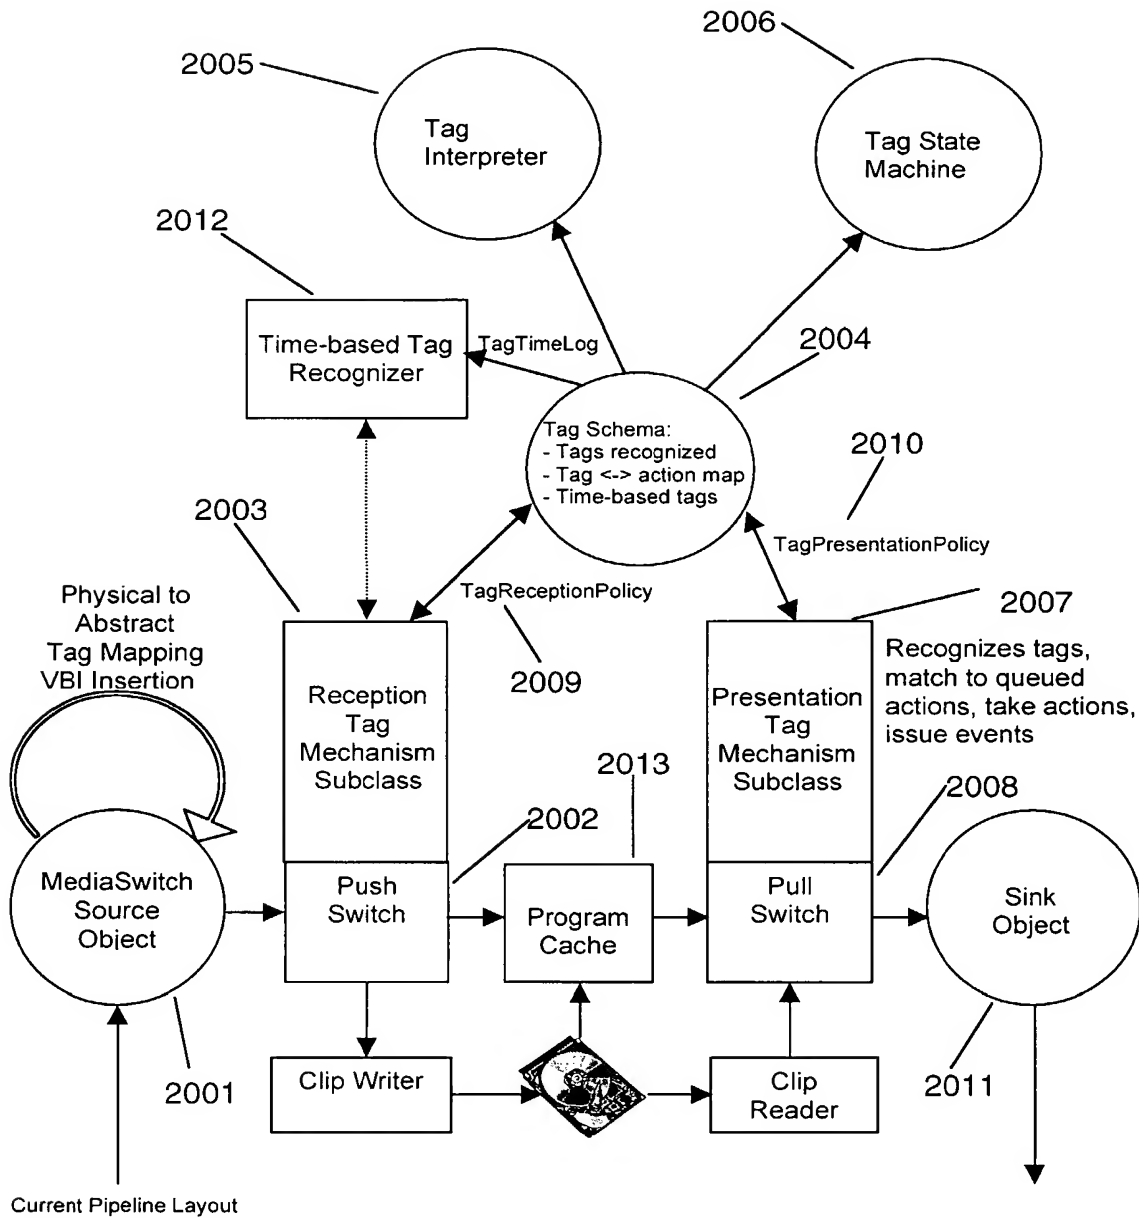 2006
2005
Tag
Interpreter
Tag State
Machine
2012
2004
Time-based Tag
Recognizer
TagTimeLog
Tag Schema:
- Tags recognized
- Tag <-> action map
- Time-based tags
2010
2003
TagPresentationPolicy
TagReceptionPolicy
Physical to
Abstract
Tag Mapping
VBI Insertion
2007
2009
Recognizes tags,
match to queued
actions, take actions,
issue events
Reception
Tag
Mechanism
Subclass
Presentation
Tag
Mechanism
Subclass
2013
2008
2002
MediaSwitch
Source
Object
Push
Switch
Program
Cache
Pull
Switch
Sink
Object
2001
Clip Writer
Clip
Reader
2011
Current Pipeline Layout